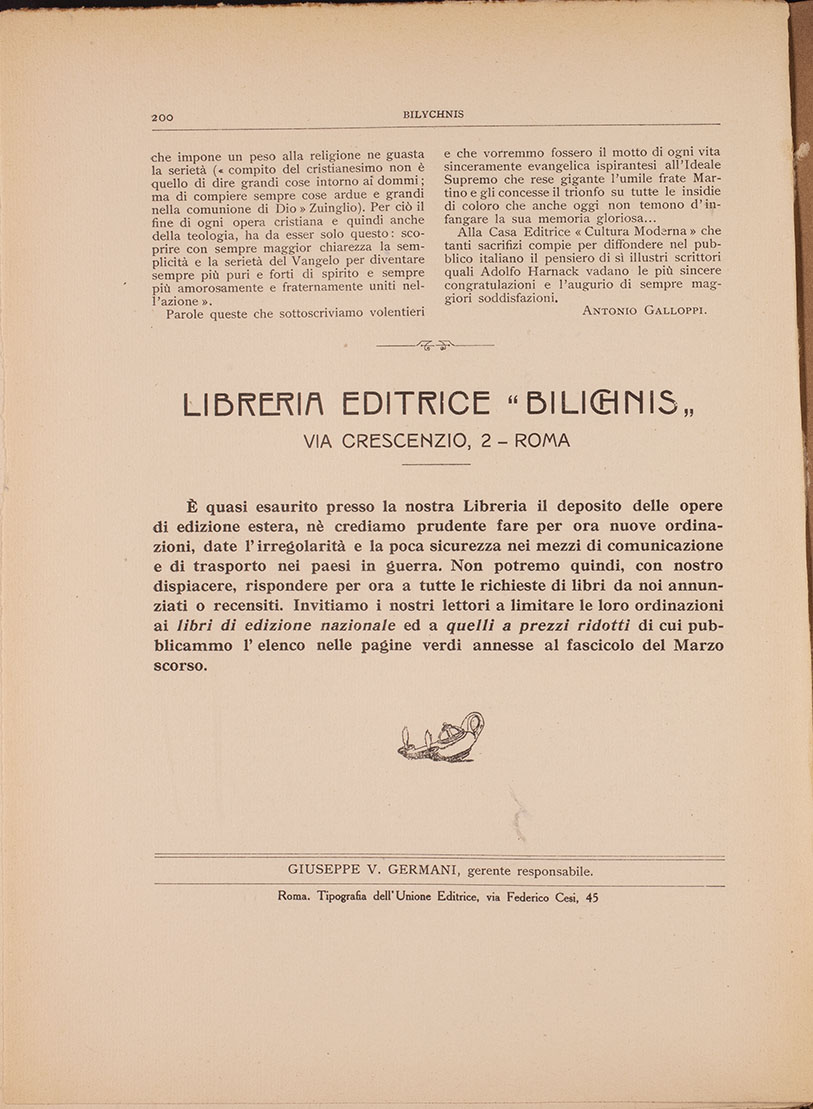 200
BILYCHNIS
che impone un peso alla religione ne guasta
la serietà (« compito del cristianesimo non è
quello di dire grandi cose intorno ai dommi;
ma di compiere sempre cose ardue e grandi
nella comunione di Dio » Zuinglio). Per ciò il
fine di ogni opera cristiana e quindi anche
della teologia, ha da esser solo questo: sco-
prire con sempre maggior chiarezza la sem-
plicità e la serietà del Vangelo per diventare
sempre più puri e forti di spirito e sempre
più amorosamente e fraternamente uniti nel-
l'azione ».
Parole queste che sottoscriviamo volentieri
e che vorremmo fossero il motto di ogni vita
sinceramente evangelica ispirantesi all'Ideale
Supremo che rese gigante l'umile frate Mar-
tino e gli concesse il trionfo su tutte le insidie
di coloro che anche oggi non temono d'in-
fangare la sua memoria gloriosa...
Alla Casa Editrice « Cultura Moderna » che
tanti sacrifizi compie per diffondere nel pub-
blico italiano il pensiero di sì illustri scrittori
quali Adolfo Harnack vadano le più sincere
congratulazioni e l'augurio di sempre mag-
giori soddisfazioni.
ANTONIO GALLOPPI.
LIBRERIA EDITRICE “ BILICHNIS „
VIA CRESCENZIO, 2 – ROMA
È quasi esaurito presso la nostra Libreria il deposito delle opere
di edizione estera, nè crediamo prudente fare per ora nuove ordina-
zioni, date l'irregolarità e la poca sicurezza nei mezzi di comunicazione
e di trasporto nei paesi in guerra. Non potremo quindi, con nostro
dispiacere, rispondere per ora a tutte le richieste di libri da noi annun-
ziati o recensiti. Invitiamo i nostri lettori a limitare le loro ordinazioni
ai libri di edizione nazionale ed a quelli a prezzi ridotti di cui pub-
blicammo l'elenco nelle pagine verdi annesse al fascicolo del Marzo
scorso.
GIUSEPPE V. GERMANI, gerente responsabile.
Roma. Tipografia dell'Unione Editrice, via Federico Cesi, 45